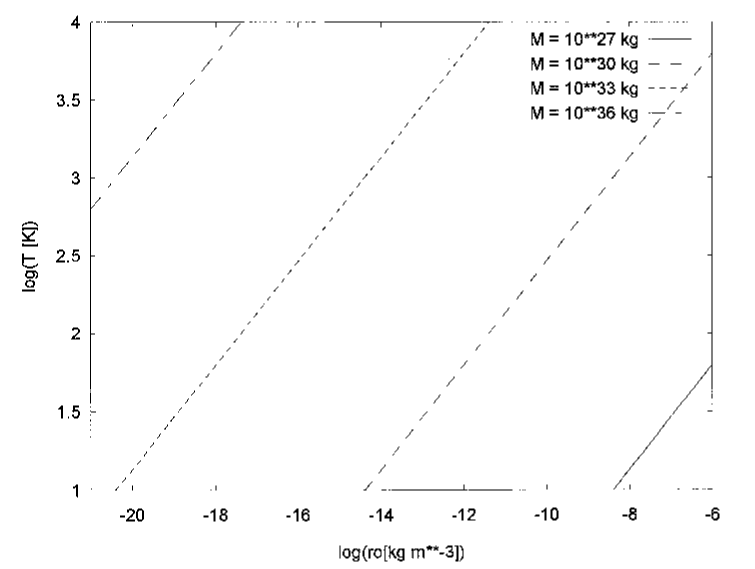 4
M = 10**27 kg
M = 10**30 kg
M = 10**33 kg
M = 10**36 kg
3.5
3
2.5
2
1.5
1
log(T [K])
-20 -18 -16 -14 -12 -10 -8 -6
log(ro[kg m**-3])